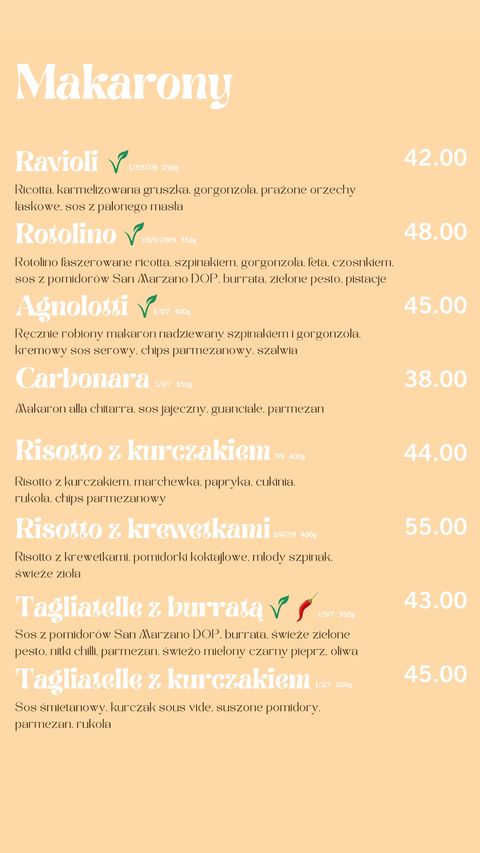 Makarony
Ravioli 1/3/5/7/9 250g 42.00
Ricotta, karmelizowana gruszka, gorgonzola, prażone orzechy
laskowe, sos z palonego masła
Rotolino 1/3/5/7/8/9 350g 48.00
Rotolino faszerowane ricottą, szpinakiem, gorgonzolą, fetą, czosnkiem,
sos z pomidorów San Marzano DOP, burrata, zielone pesto, pistacje
Agnolotti 1/3/7 400g 45.00
Ręcznie robiony makaron nadziewany szpinakiem i gorgonzolą,
kremowy sos serowy, chips parmezanowy, szałwia
Carbonara 1/3/7 350g 38.00
Makaron alla chitarra, sos jajeczny, guanciale, parmezan
Risotto z kurczakiem 7/9 400g 44.00
Risotto z kurczakiem, marchewka, papryka, cukinia,
rukola, chips parmezanowy
Risotto z krewetkami 2/4/7/9 400g 55.00
Risotto z krewetkami, pomidorki koktajlowe, młody szpinak,
świeże zioła
Tagliatelle z burratą 1/3/7 350g 43.00
Sos z pomidorów San Marzano DOP, burrata, świeże zielone
pesto, nitki chilli, parmezan, świeżo mielony czarny pieprz, oliwa
Tagliatelle z kurczakiem 1/3/7 300g 45.00
Sos śmietanowy, kurczak sous vide, suszone pomidory,
parmezan, rukola